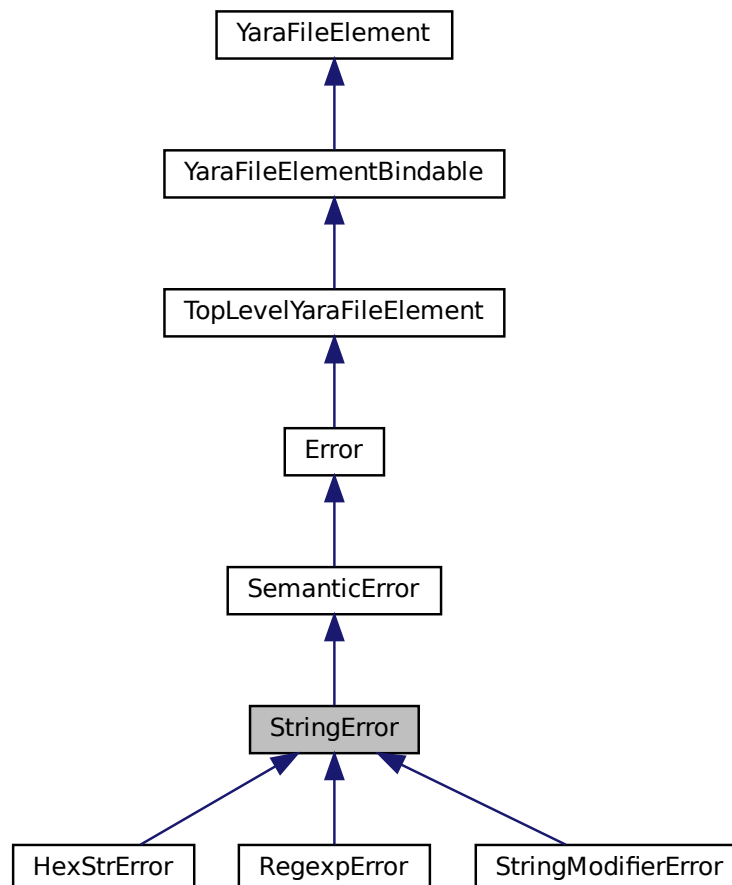 YaraFileElement
YaraFileElementBindable
TopLevelYaraFileElement
Error
SemanticError
StringError
HexStrError
RegexpError
StringModifierError